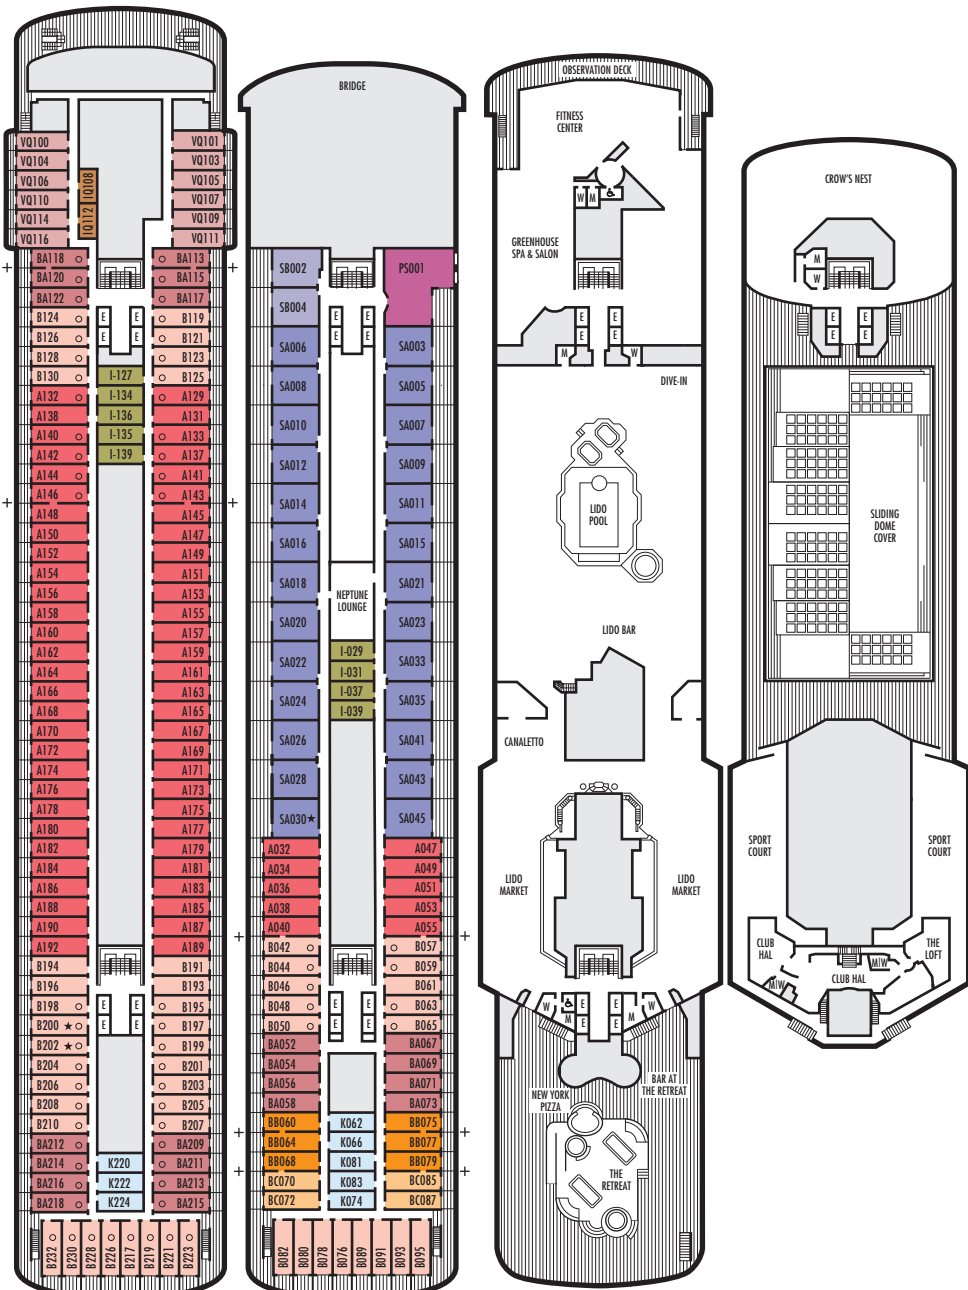 VQ100
VQ104
VQ106
VQ110
VQ114
VQ116
IQ108
IQ112
VQ101
VQ103
VQ105
VQ107
VQ109
VQ111
BA118
BA120
BA122
B124
B126
B128
B130
A132
A138
A140
A142
A144
A146
A148
A150
A152
A154
A156
A158
A160
A162
A164
A166
A168
A170
A172
A174
A176
A178
A180
A182
A184
A186
A188
A190
A192
B194
B196
B198
B200 ★
B202 ★
B204
B206
B208
B210
BA212
BA214
BA216
BA218
E
E
E
E
I-127
I-134
I-136
I-135
I-139
E
E
E
E
K220
K222
K224
BA113
BA115
BA117
B119
B121
B123
B125
A129
A131
A133
A137
A141
A143
A145
A147
A149
A151
A153
A155
A157
A159
A161
A163
A165
A167
A169
A171
A173
A175
A177
A179
A181
A183
A185
A187
A189
B191
B193
B195
B197
B199
B201
B203
B205
B207
BA209
BA211
BA213
BA215
B232
B230
B228
B226
B217
B219
B221
B223
BRIDGE
SB002
SB004
SA006
SA008
SA010
SA012
SA014
SA016
SA018
SA020
SA022
SA024
SA026
SA028
SA030★
A032
A034
A036
A038
A040
B042
B044
B046
B048
B050
BA052
BA054
BA056
BA058
BB060
BB064
BB068
BC070
BC072
E
E
E
E
NEPTUNE
LOUNGE
I-029
I-031
I-037
I-039
E
E
E
E
K062
K066
K081
K083
K074
PS001
SA003
SA005
SA007
SA009
SA011
SA015
SA021
SA023
SA033
SA035
SA041
SA043
SA045
A047
A049
A051
A053
A055
B057
B059
B061
B063
B065
BA067
BA069
BA071
BA073
BB075
BB077
BB079
BC085
BC087
B082
B080
B078
B076
B089
B091
B093
B095
OBSERVATION DECK
FITNESS
CENTER
W
M
GREENHOUSE
SPA & SALON
E
E
E
E
M
W
DIVE-IN
LIDO
POOL
LIDO BAR
CANALETTO
LIDO
MARKET
LIDO
MARKET
W
M
E
E
E
E
M
W
NEW YORK
PIZZA
BAR AT
THE RETREAT
THE
RETREAT
CROW'S NEST
M
W
E
E
E
E
SLIDING
DOME
COVER
SPORT
COURT
SPORT
COURT
CLUB
HAL
THE
LOFT
M/W
CLUB HAL
M/W